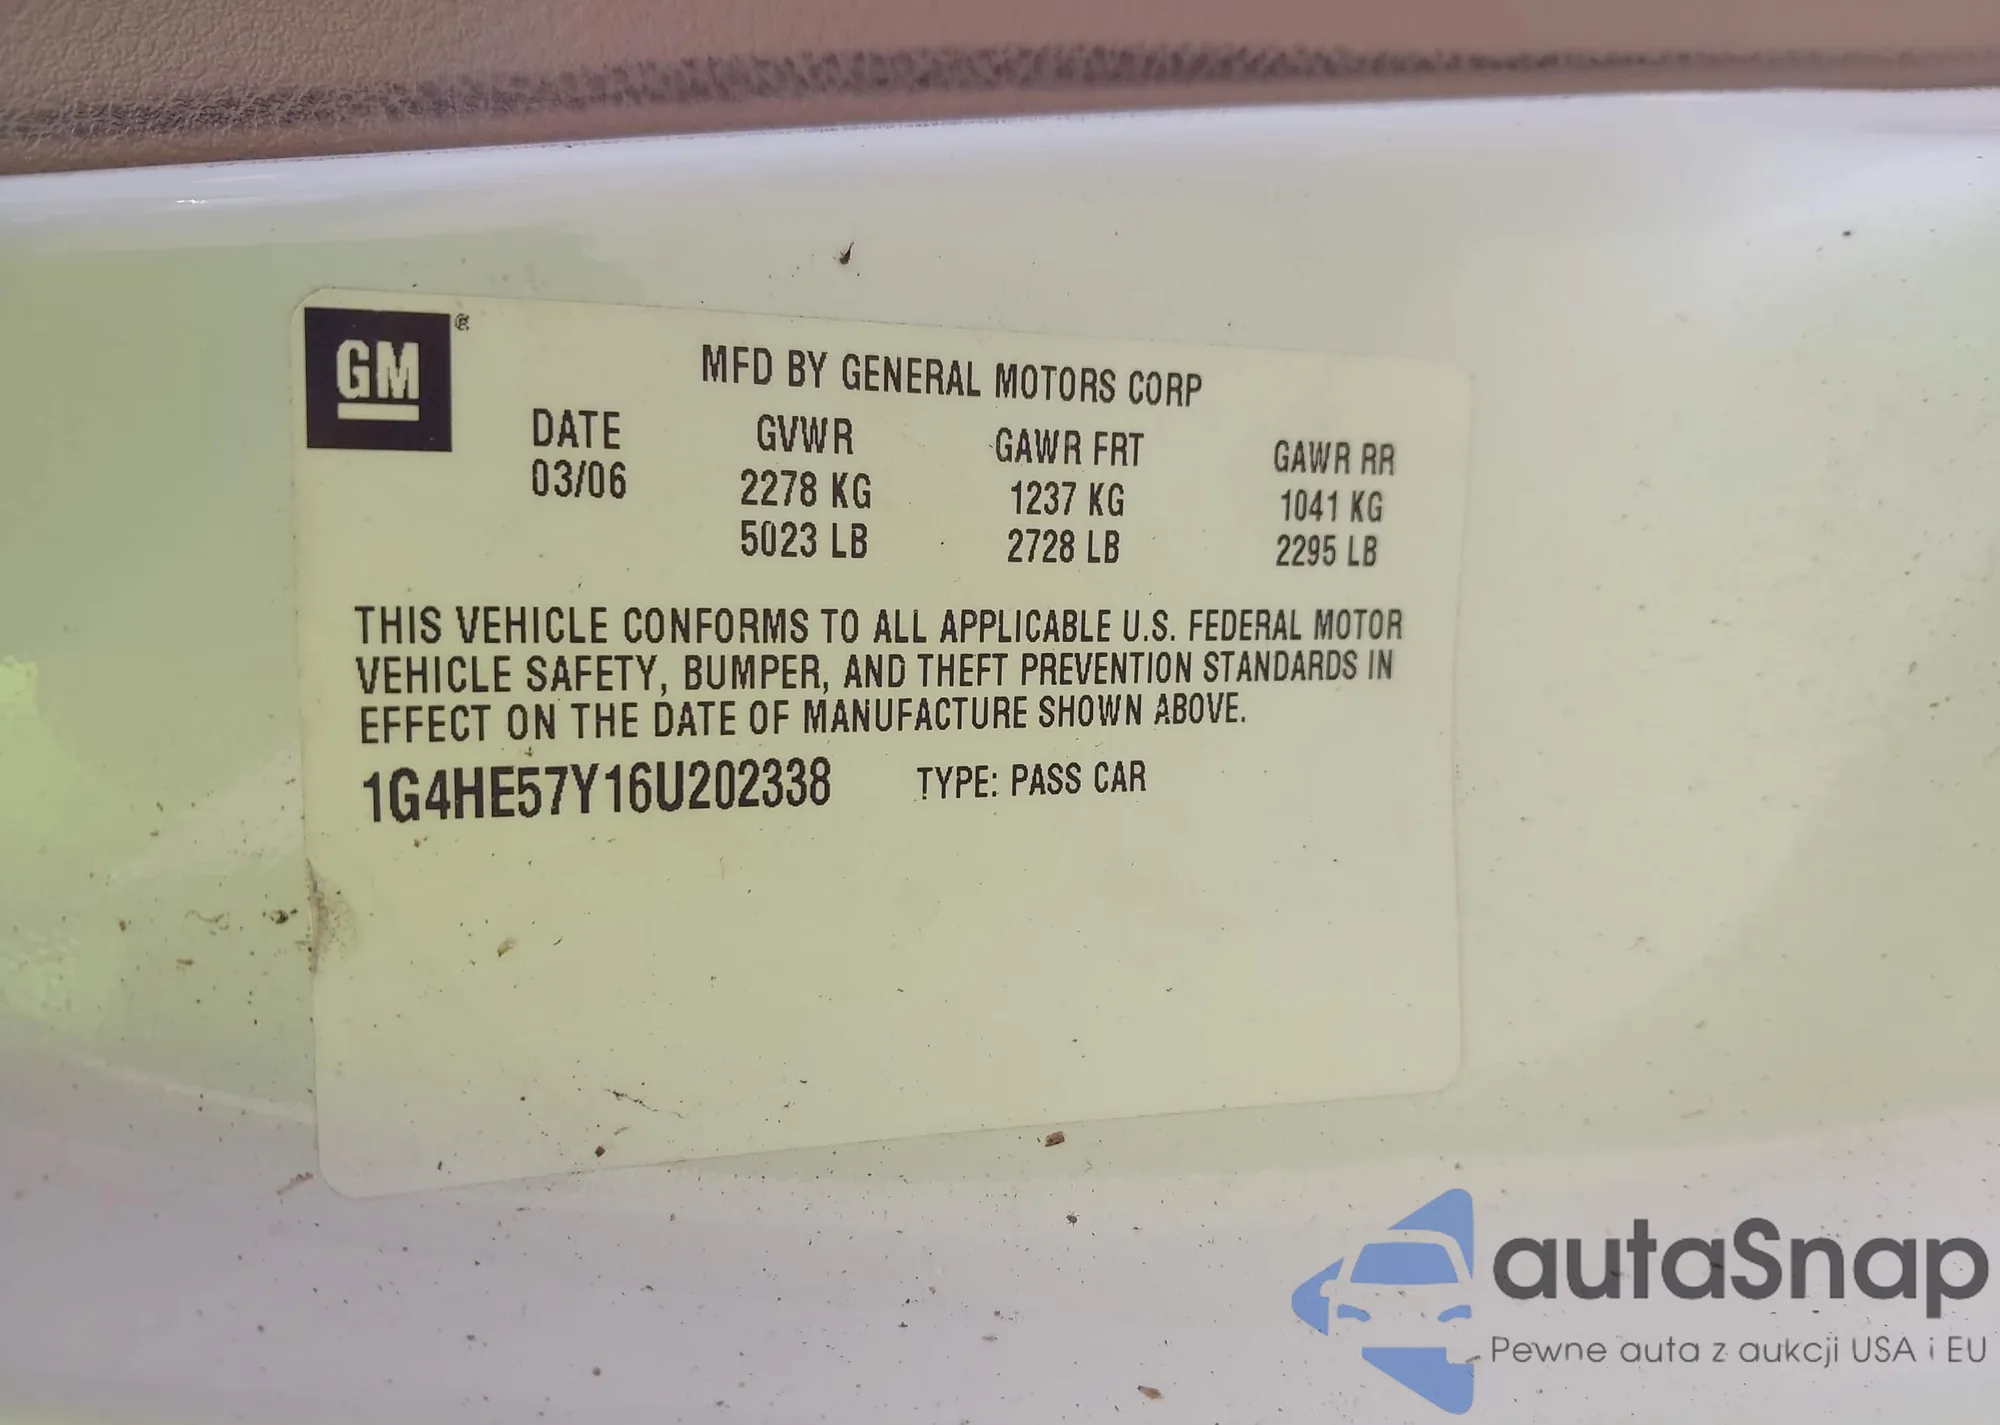 GM ®
MFD BY GENERAL MOTORS CORP
DATE GVWR GAWR FRT GAWR RR
03/06 2278 KG 1237 KG 1041 KG
5023 LB 2728 LB 2295 LB
THIS VEHICLE CONFORMS TO ALL APPLICABLE U.S. FEDERAL MOTOR
VEHICLE SAFETY, BUMPER, AND THEFT PREVENTION STANDARDS IN
EFFECT ON THE DATE OF MANUFACTURE SHOWN ABOVE.
1G4HE57Y16U202338 TYPE: PASS CAR
autaSnap
Pewne auta z aukcji USA i EU